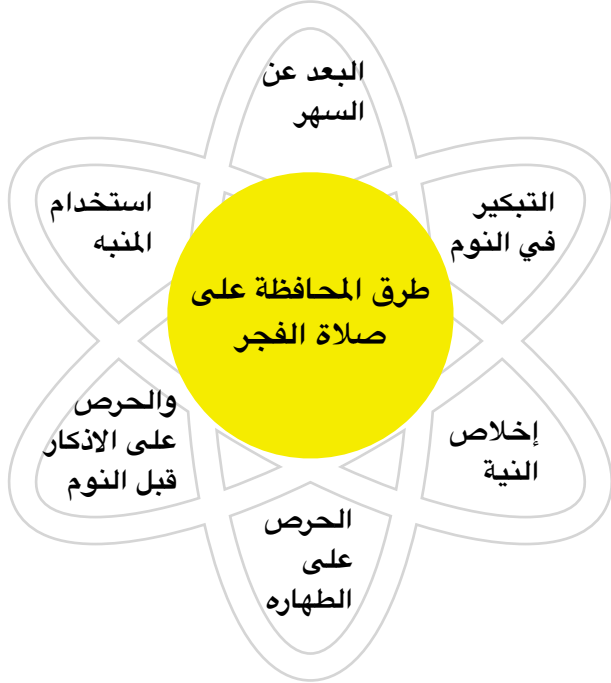 البعد عن
السهر
التبكير
في النوم
استخدام
المنبه
طرق المحافظة على
صلاة الفجر
إخلاص
النية
والحرص
على الاذكار
قبل النوم
الحرص
على
الطهاره